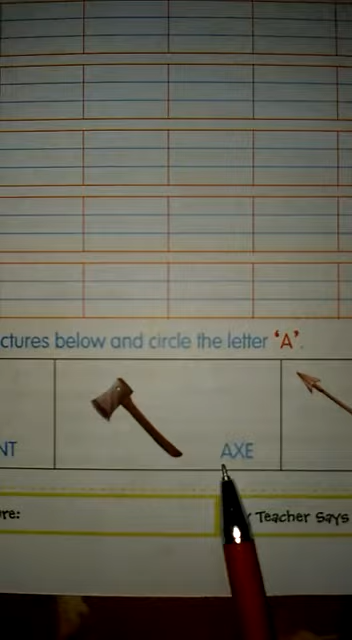 ctures below and circle the letter 'A'.
NT
AXE
re:
Teacher Says